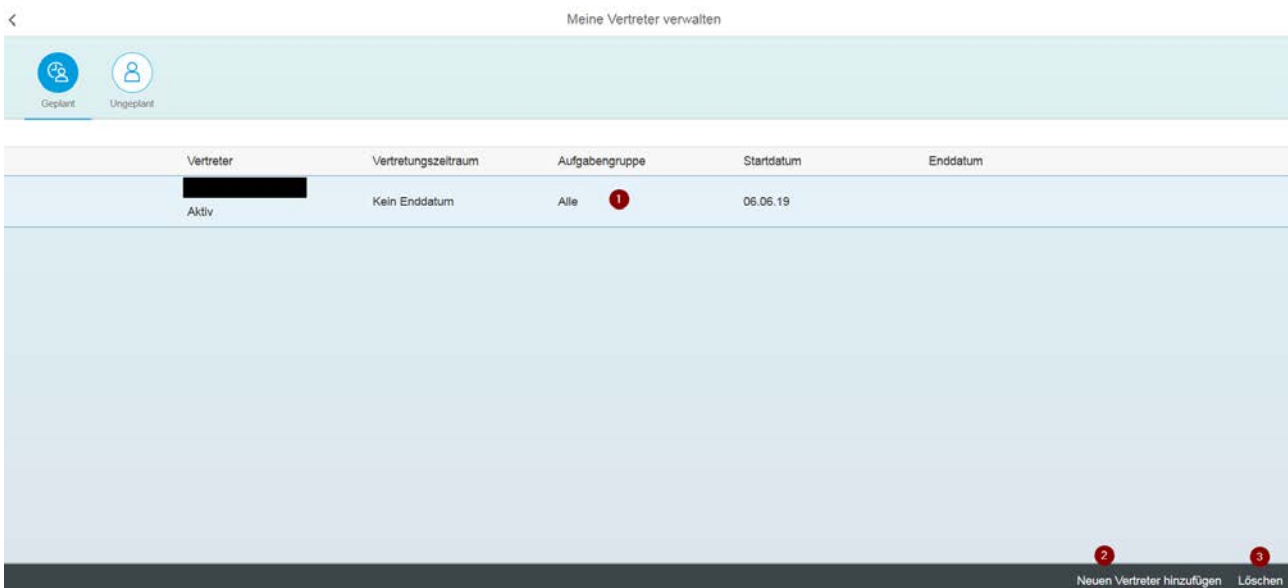 Meine Vertreter verwalten
Geplant Ungeplant
Vertreter Vertretungszeitraum Aufgabengruppe Startdatum Enddatum
Kein Enddatum Alle 1 06.06.19
Aktiv
2 3
Neuen Vertreter hinzufügen Löschen